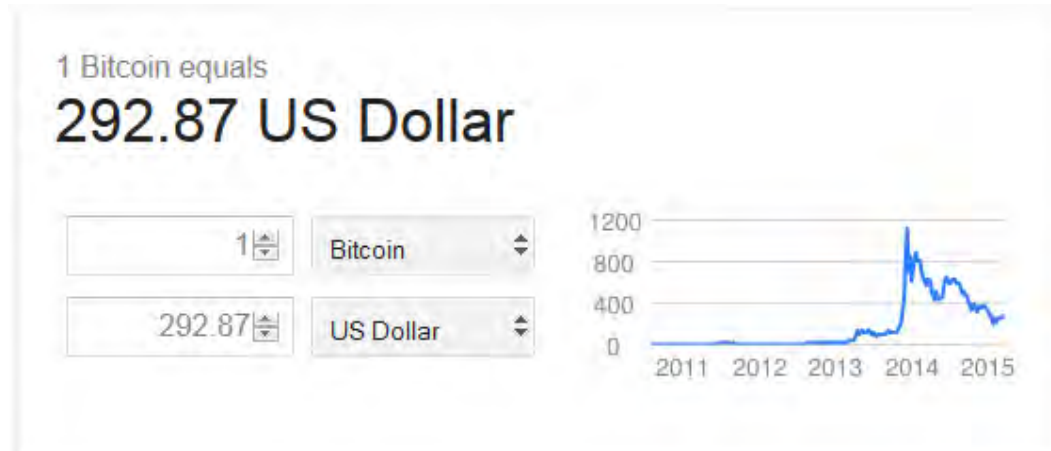 1 Bitcoin equals
292.87 US Dollar
1 Bitcoin
292.87 US Dollar
1200
800
400
0
2011 2012 2013 2014 2015